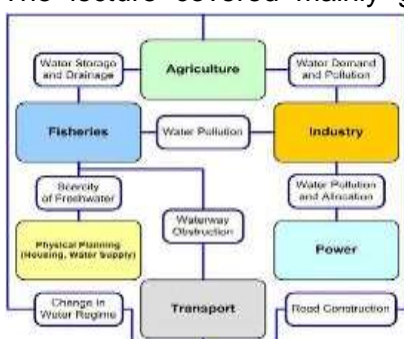 The lecture covered mainly g
Water Storage
and Drainage
Agriculture
Water Demand
and Pollution
Fisheries
Water Pollution
Industry
Scarcity
of Freshwater
Waterway
Obstruction
Water Pollution
and Allocation
Physical Planning
(Housing, Water Supply)
Power
Change in
Water Regime
Transport
Road Construction